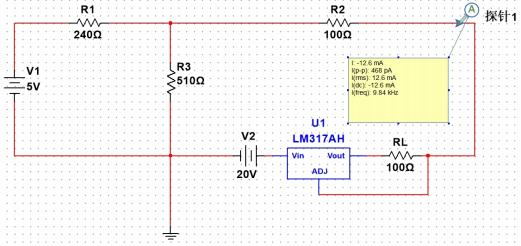 R1
240Ω
R2
100Ω
A
探针1
V1
5V
R3
510Ω
I: -12.6 mA
I(p-p): 468 pA
I(rms): 12.6 mA
I(dc): -12.6 mA
I(freq): 9.84 kHz
U1
LM317AH
V2
20V
Vin
Vout
ADJ
RL
100Ω